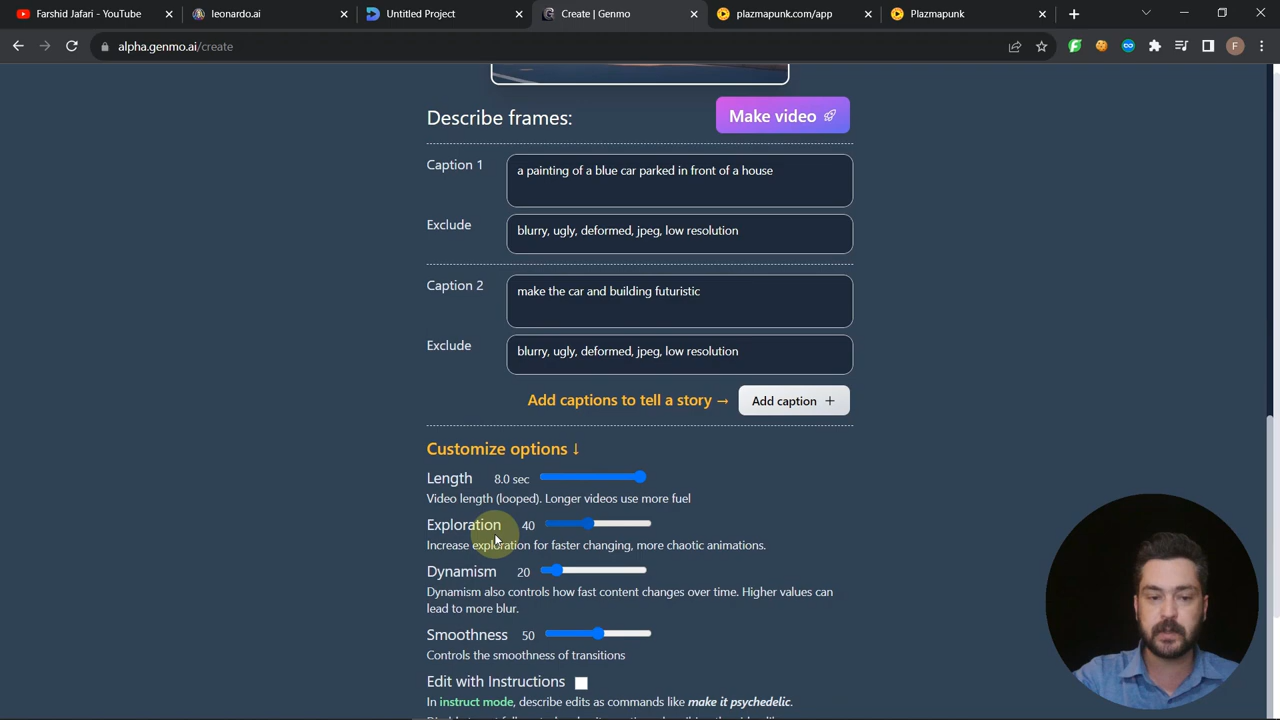 Farshid Jafari - YouTube
leonardo.ai
Untitled Project
Create | Genmo
plazmapunk.com/app
Plazmapunk
alpha.genmo.ai/create
F
Describe frames:
Make video
Caption 1
a painting of a blue car parked in front of a house
Exclude
blurry, ugly, deformed, jpeg, low resolution
Caption 2
make the car and building futuristic
Exclude
blurry, ugly, deformed, jpeg, low resolution
Add captions to tell a story →
Add caption +
Customize options ↓
Length 8.0 sec
Video length (looped). Longer videos use more fuel
Exploration 40
Increase exploration for faster changing, more chaotic animations.
Dynamism 20
Dynamism also controls how fast content changes over time. Higher values can
lead to more blur.
Smoothness 50
Controls the smoothness of transitions
Edit with Instructions
In instruct mode, describe edits as commands like make it psychedelic.